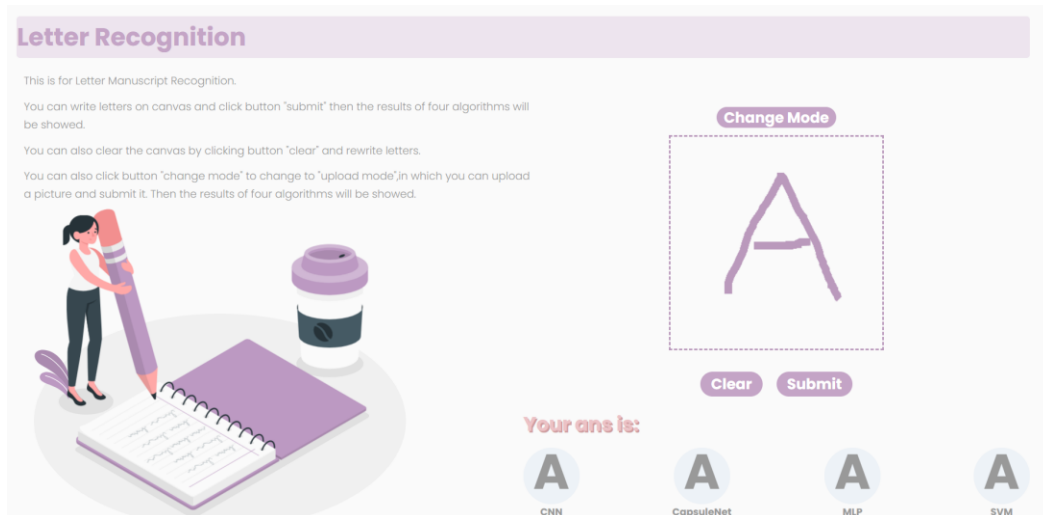 Letter Recognition
This is for Letter Manuscript Recognition.
You can write letters on canvas and click button "submit" then the results of four algorithms will
be showed.
You can also clear the canvas by clicking button "clear" and rewrite letters.
You can also click button "change mode" to change to "upload mode",in which you can upload
a picture and submit it. Then the results of four algorithms will be showed.
Change Mode
A
Clear Submit
Your ans is:
A A A A
CNN CapsuleNet MLP SVM